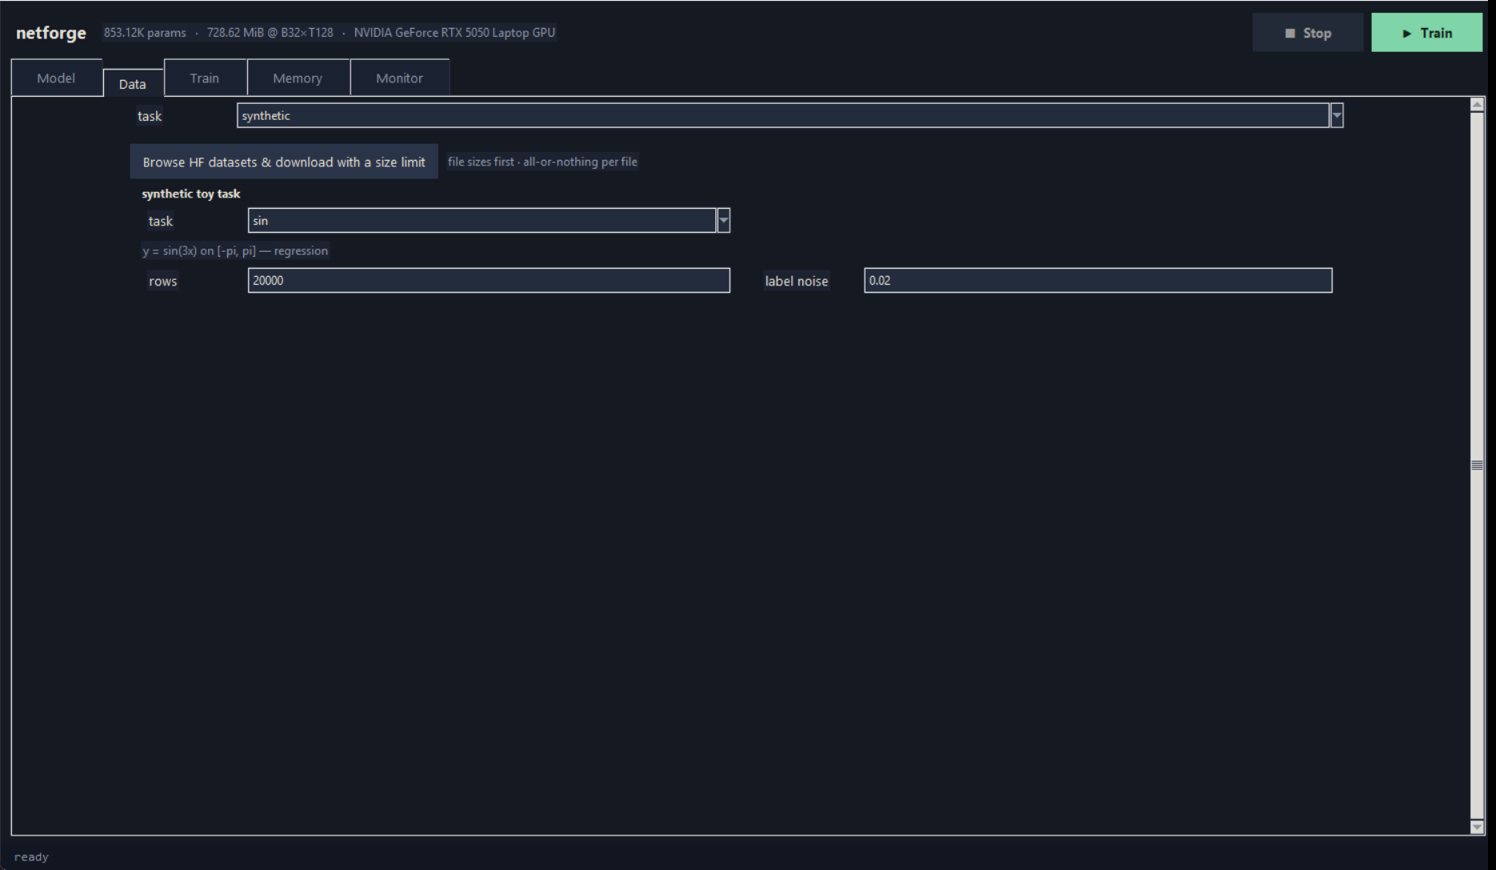 netforge 853.12K params · 728.62 MiB @ B32×T128 · NVIDIA GeForce RTX 5050 Laptop GPU ■ Stop ► Train
Model Data Train Memory Monitor
task synthetic
Browse HF datasets & download with a size limit file sizes first · all-or-nothing per file
synthetic toy task
task sin
y = sin(3x) on [-pi, pi] — regression
rows 20000 label noise 0.02
ready